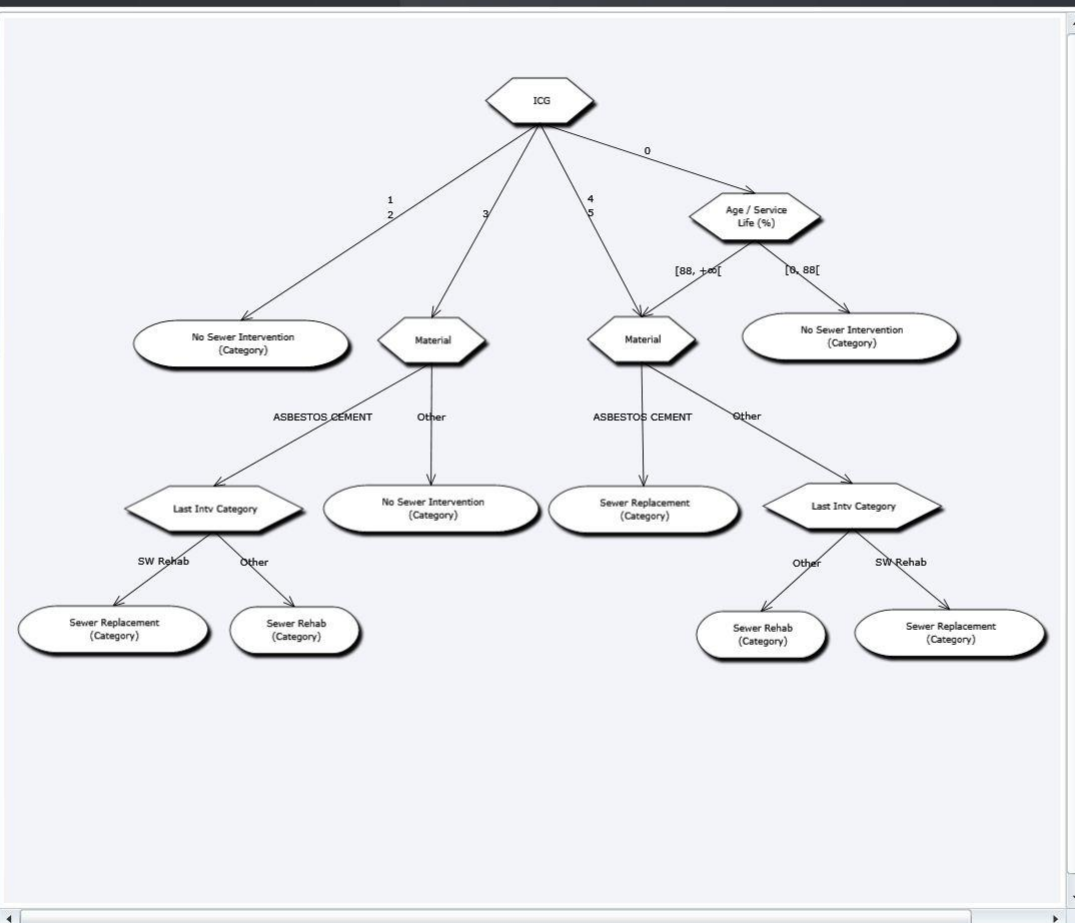 ICG
0
1
2
3
4
5
Age / Service
Life (%)
[88, +∞[
[0, 88[
No Sewer Intervention
(Category)
Material
Material
No Sewer Intervention
(Category)
ASBESTOS CEMENT
Other
ASBESTOS CEMENT
Other
Last Intv Category
No Sewer Intervention
(Category)
Sewer Replacement
(Category)
Last Intv Category
SW Rehab
Other
Other
SW Rehab
Sewer Replacement
(Category)
Sewer Rehab
(Category)
Sewer Rehab
(Category)
Sewer Replacement
(Category)